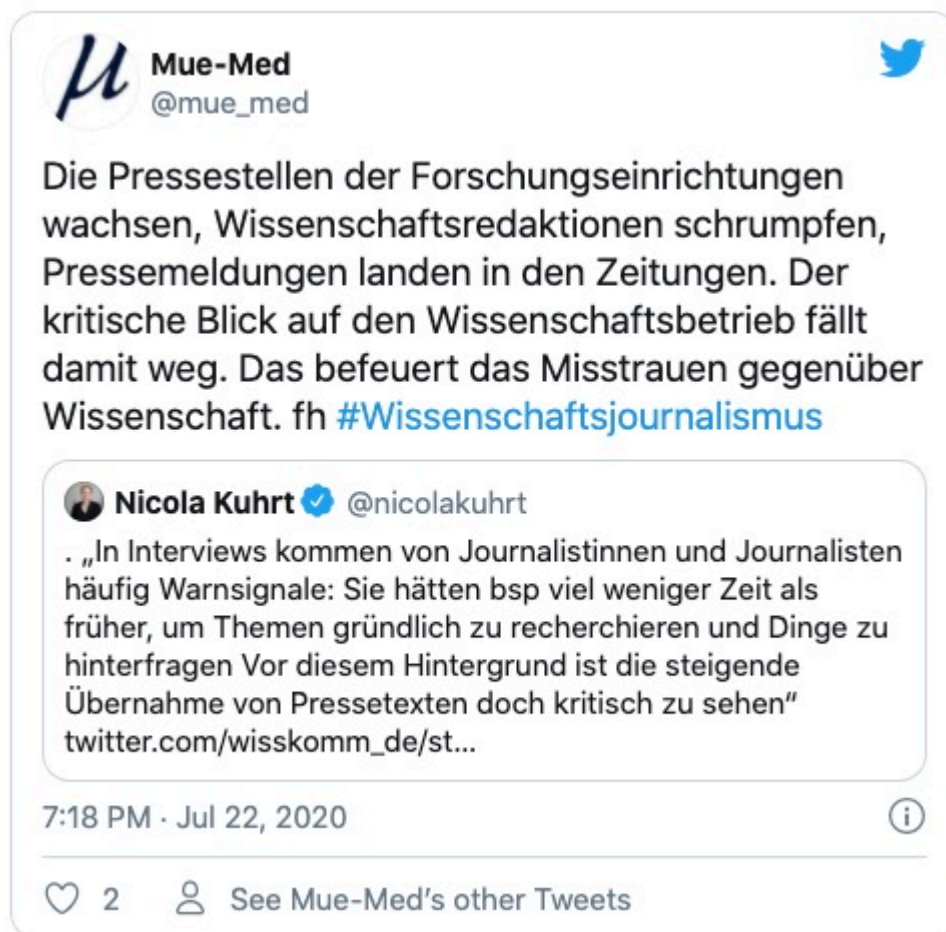 μ
Mue-Med
@mue_med
Die Pressestellen der Forschungseinrichtungen
wachsen, Wissenschaftsredaktionen schrumpfen,
Pressemeldungen landen in den Zeitungen. Der
kritische Blick auf den Wissenschaftsbetrieb fällt
damit weg. Das befeuert das Misstrauen gegenüber
Wissenschaft. fh #Wissenschaftsjournalismus
Nicola Kuhrt @nicolakuhrt
. „In Interviews kommen von Journalistinnen und Journalisten
häufig Warnsignale: Sie hätten bsp viel weniger Zeit als
früher, um Themen gründlich zu recherchieren und Dinge zu
hinterfragen Vor diesem Hintergrund ist die steigende
Übernahme von Pressetexten doch kritisch zu sehen“
twitter.com/wisskomm_de/st...
7:18 PM · Jul 22, 2020
2 See Mue-Med's other Tweets